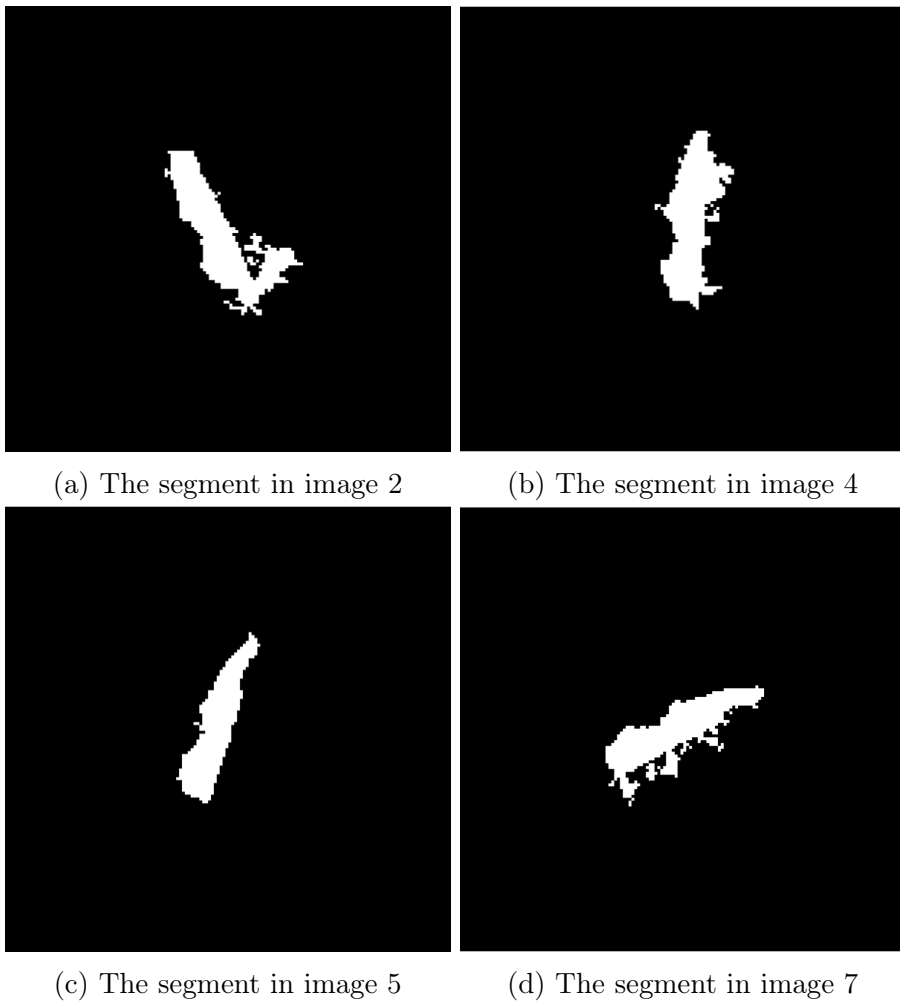 (a) The segment in image 2
(b) The segment in image 4
(c) The segment in image 5
(d) The segment in image 7